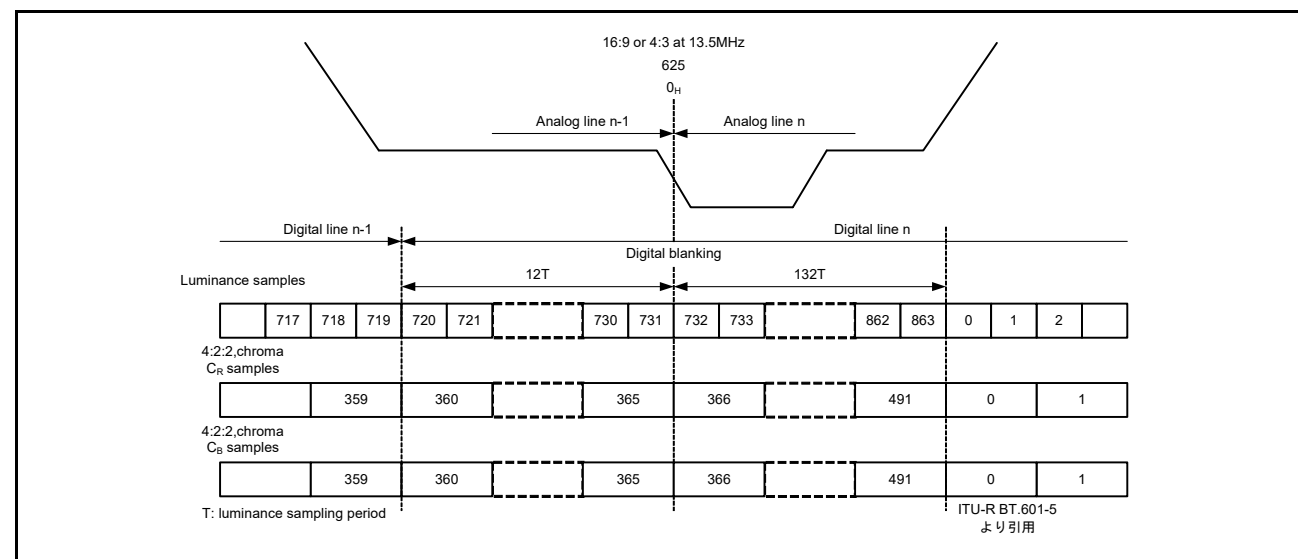 16:9 or 4:3 at 13.5MHz
625
0H
Analog line n-1
Analog line n
Digital line n-1
Digital line n
Digital blanking
12T
132T
Luminance samples
717 718 719 720 721 730 731 732 733 862 863 0 1 2
4:2:2,chroma
CR samples
359 360 365 366 491 0 1
4:2:2,chroma
CB samples
359 360 365 366 491 0 1
T: luminance sampling period
ITU-R BT.601-5
より引用